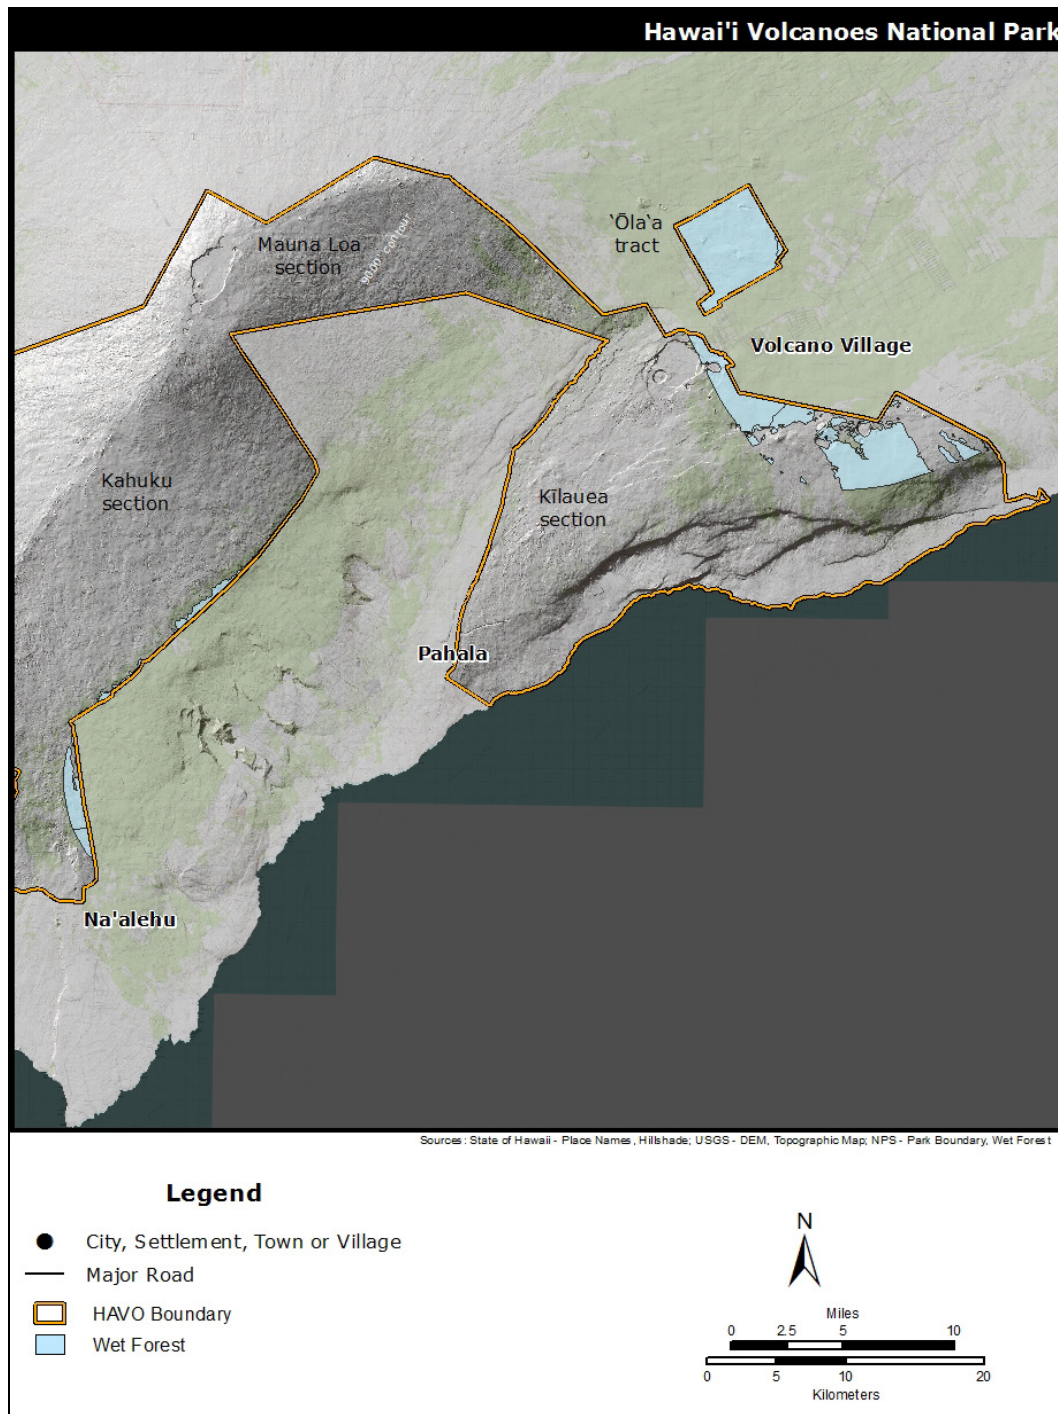 Hawai'i Volcanoes National Park
'Ōla'a
tract
Mauna Loa
section
9000' Contour
Volcano Village
Kahuku
section
Kīlauea
section
Pahala
Na'alehu
Sources: State of Hawaii - Place Names, Hillshade; USGS - DEM, Topographic Map; NPS - Park Boundary, Wet Forest
Legend
City, Settlement, Town or Village
Major Road
HAVO Boundary
Wet Forest
N
Miles
0 2.5 5 10
0 5 10 20
Kilometers